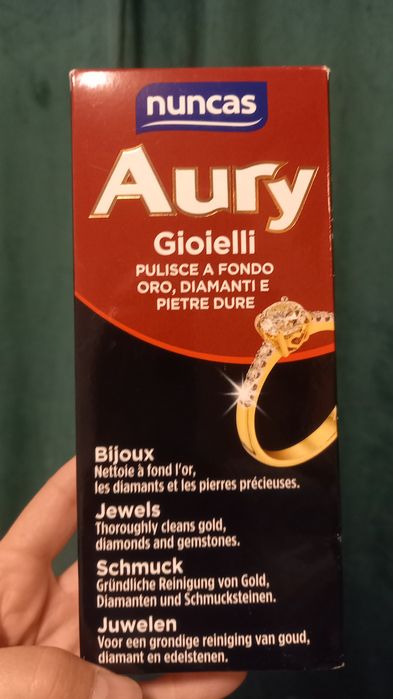 nuncas
Aury
Gioielli
PULISCE A FONDO
ORO, DIAMANTI E
PIETRE DURE
Bijoux
Nettoie à fond l'or,
les diamants et les pierres précieuses.
Jewels
Thoroughly cleans gold,
diamonds and gemstones.
Schmuck
Gründliche Reinigung von Gold,
Diamanten und Schmucksteinen.
Juwelen
Voor een grondige reiniging van goud,
diamant en edelstenen.